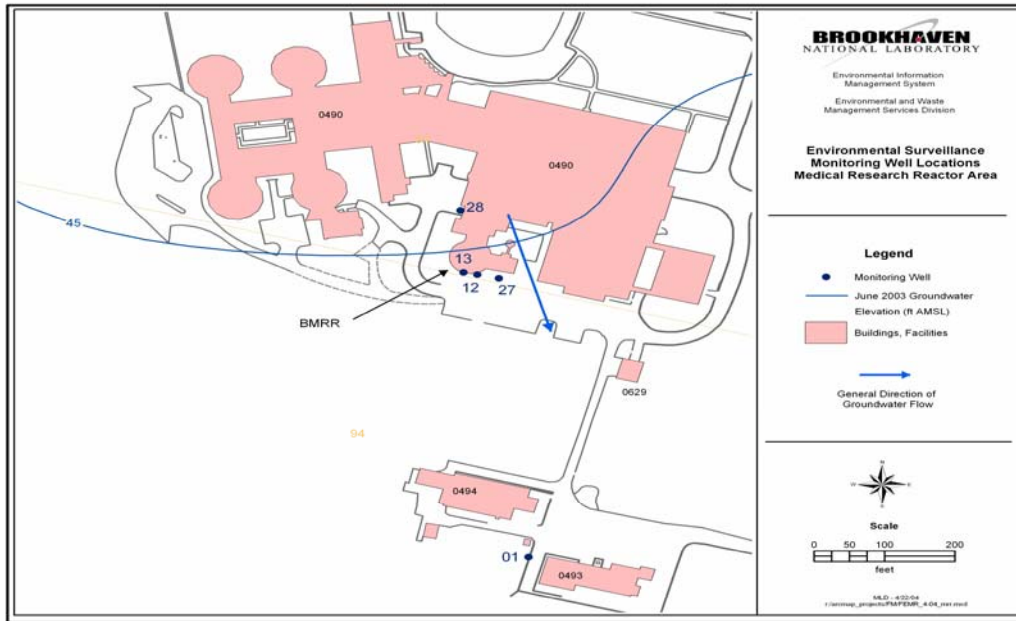 0490
0490
45
28
13
12
27
BMRR
0629
94
0494
01
0493
BROOKHAVEN
NATIONAL LABORATORY
Environmental Information
Management System
Environmental and Waste
Management Services Division
Environmental Surveillance
Monitoring Well Locations
Medical Research Reactor Area
Legend
Monitoring Well
June 2003 Groundwater
Elevation (ft AMSL)
Buildings, Facilities
General Direction of
Groundwater Flow
N
W E
S
Scale
0 50 100 200
feet
MLD - 4/22/04